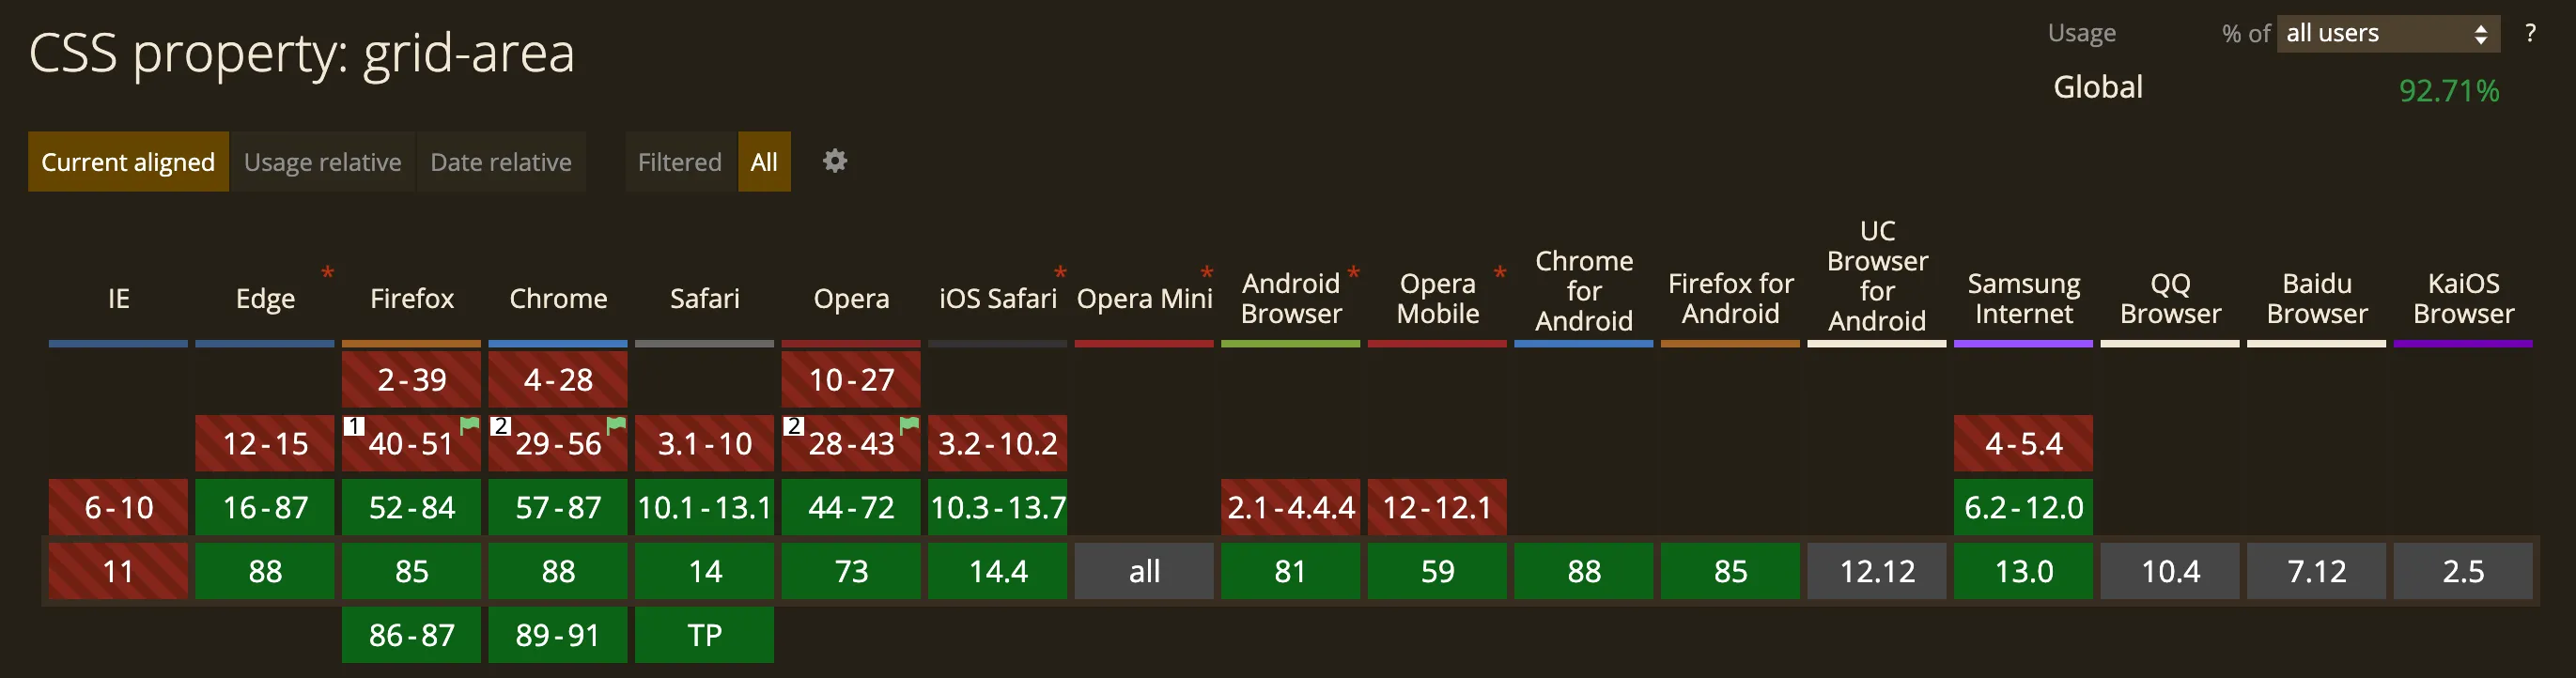 CSS property: grid-area
Usage % of all users ?
Global 92.71%
Current aligned Usage relative Date relative Filtered All
IE
Edge *
Firefox
Chrome
Safari
Opera
iOS Safari *
Opera Mini *
Android *
Browser
Opera *
Mobile
Chrome
for
Android
Firefox for
Android
UC
Browser
for
Android
Samsung
Internet
QQ
Browser
Baidu
Browser
KaiOS
Browser
2-39 4-28 10-27
12-15 1 40-51 2 29-56 3.1-10 2 28-43 3.2-10.2 4-5.4
6-10 16-87 52-84 57-87 10.1-13.1 44-72 10.3-13.7 2.1-4.4.4 12-12.1 6.2-12.0
11 88 85 88 14 73 14.4 all 81 59 88 85 12.12 13.0 10.4 7.12 2.5
86-87 89-91 TP